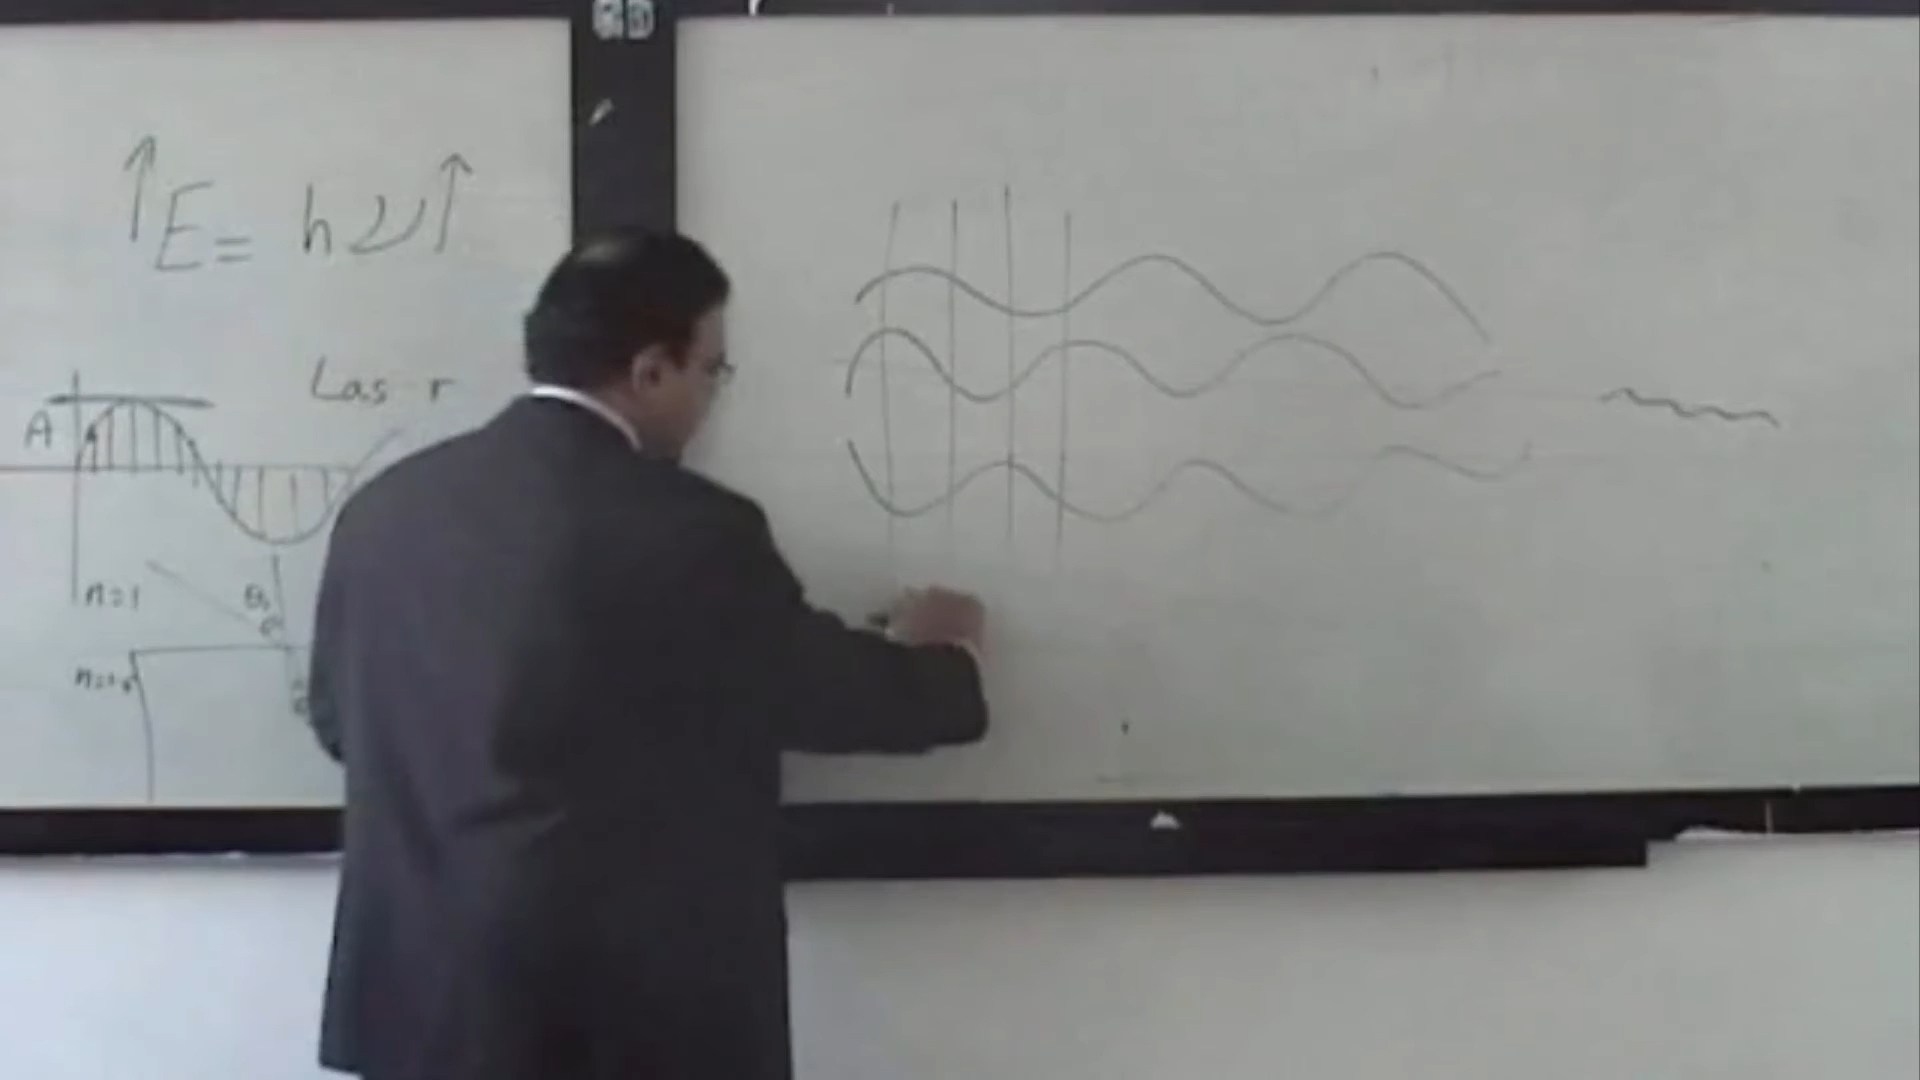 ↑E = hν↑
Las r
A
n=1
θ